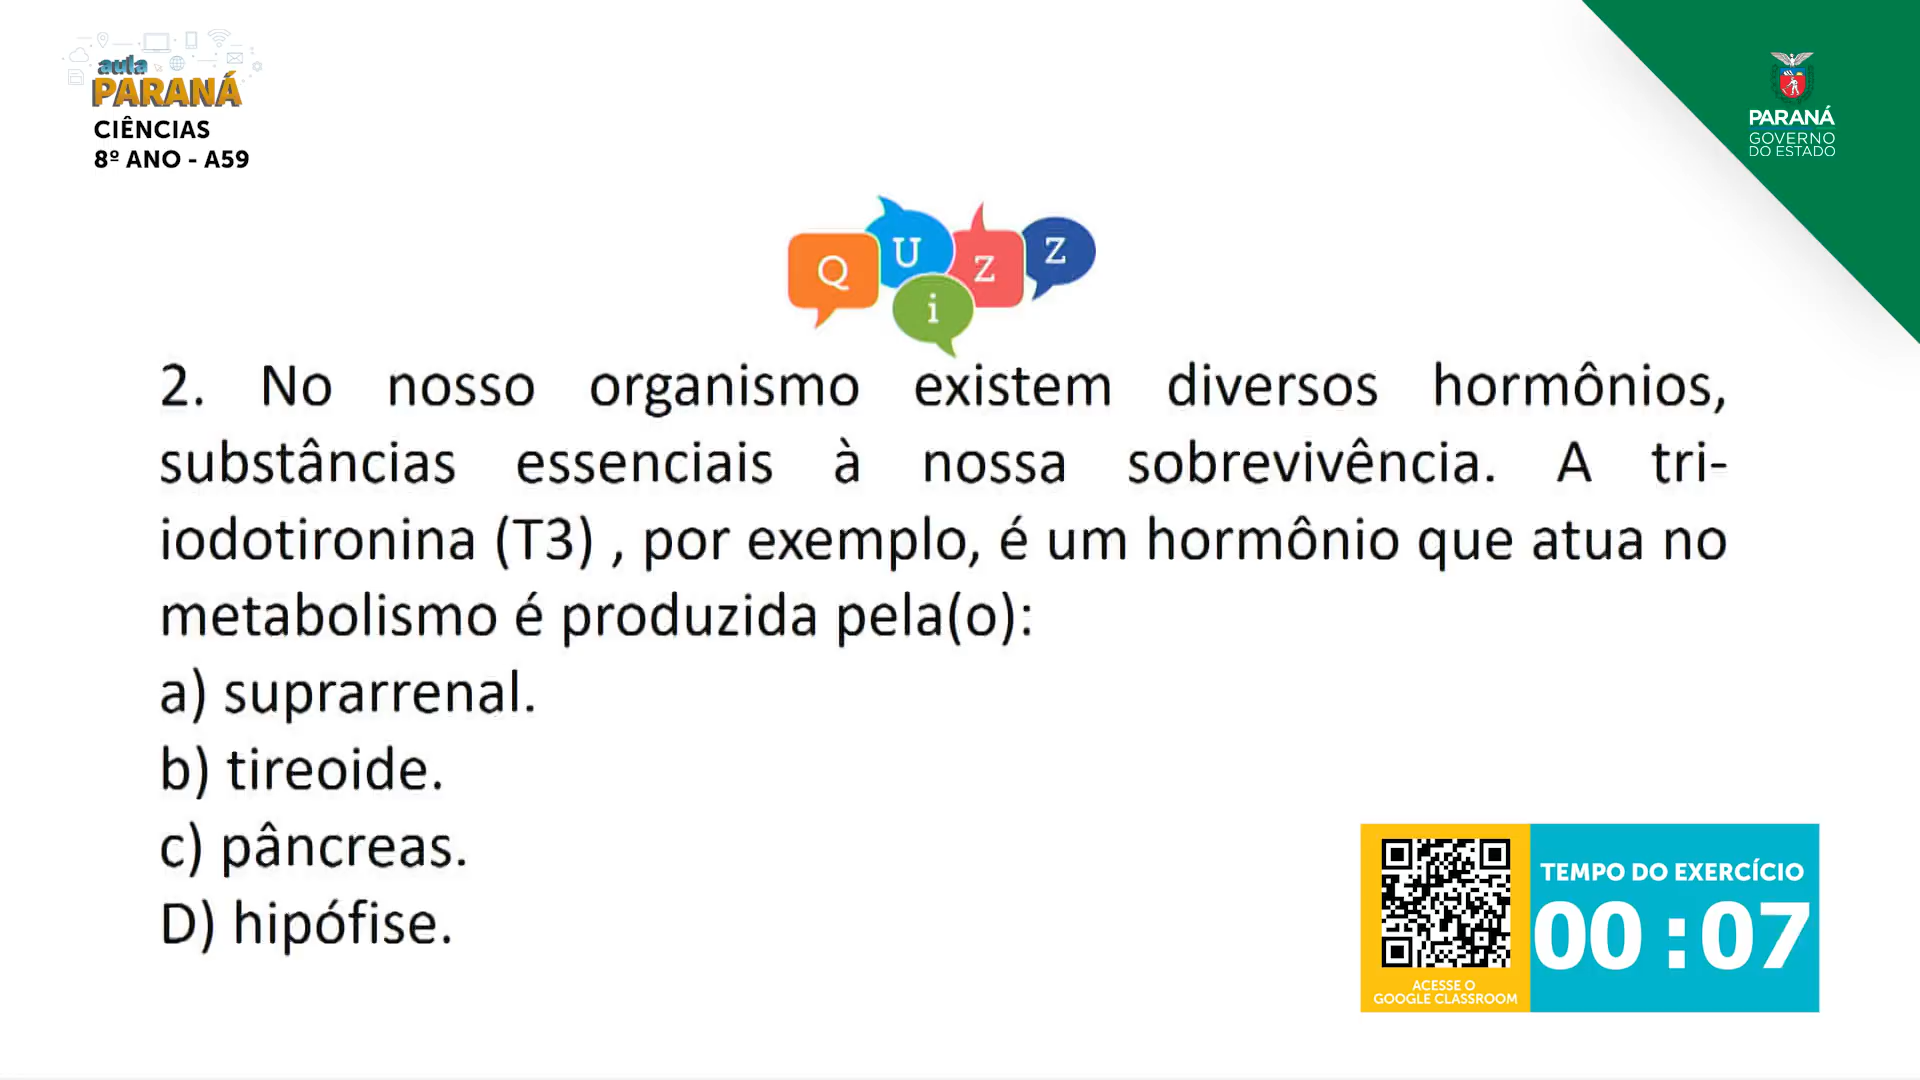 aula
PARANÁ
CIÊNCIAS
8º ANO - A59
PARANÁ
GOVERNO
DO ESTADO
Q U i Z Z
2. No nosso organismo existem diversos hormônios,
substâncias essenciais à nossa sobrevivência. A tri-
iodotironina (T3) , por exemplo, é um hormônio que atua no
metabolismo é produzida pela(o):
a) suprarrenal.
b) tireoide.
c) pâncreas.
D) hipófise.
TEMPO DO EXERCÍCIO
00 :07
ACESSE O
GOOGLE CLASSROOM